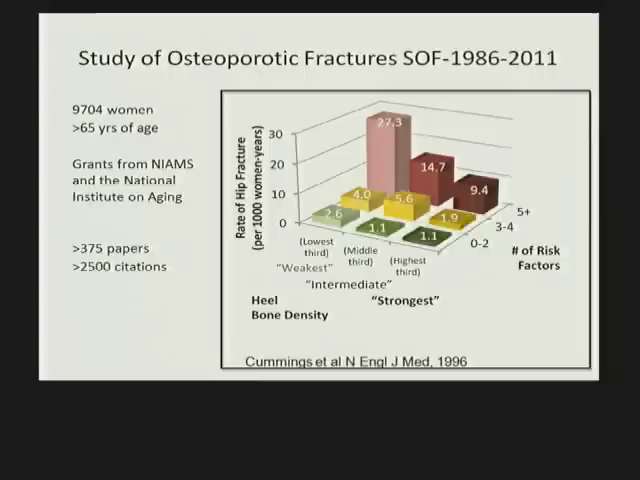 Study of Osteoporotic Fractures SOF-1986-2011
9704 women
>65 yrs of age
Grants from NIAMS
and the National
Institute on Aging
>375 papers
>2500 citations
Rate of Hip Fracture
(per 1000 women-years)
30
20
10
0
27.3
14.7
9.4
4.0
5.6
1.9
2.6
1.1
1.1
5+
3-4
0-2
# of Risk
Factors
(Lowest
third)
(Middle
third)
(Highest
third)
"Weakest"
"Intermediate"
"Strongest"
Heel
Bone Density
Cummings et al N Engl J Med, 1996